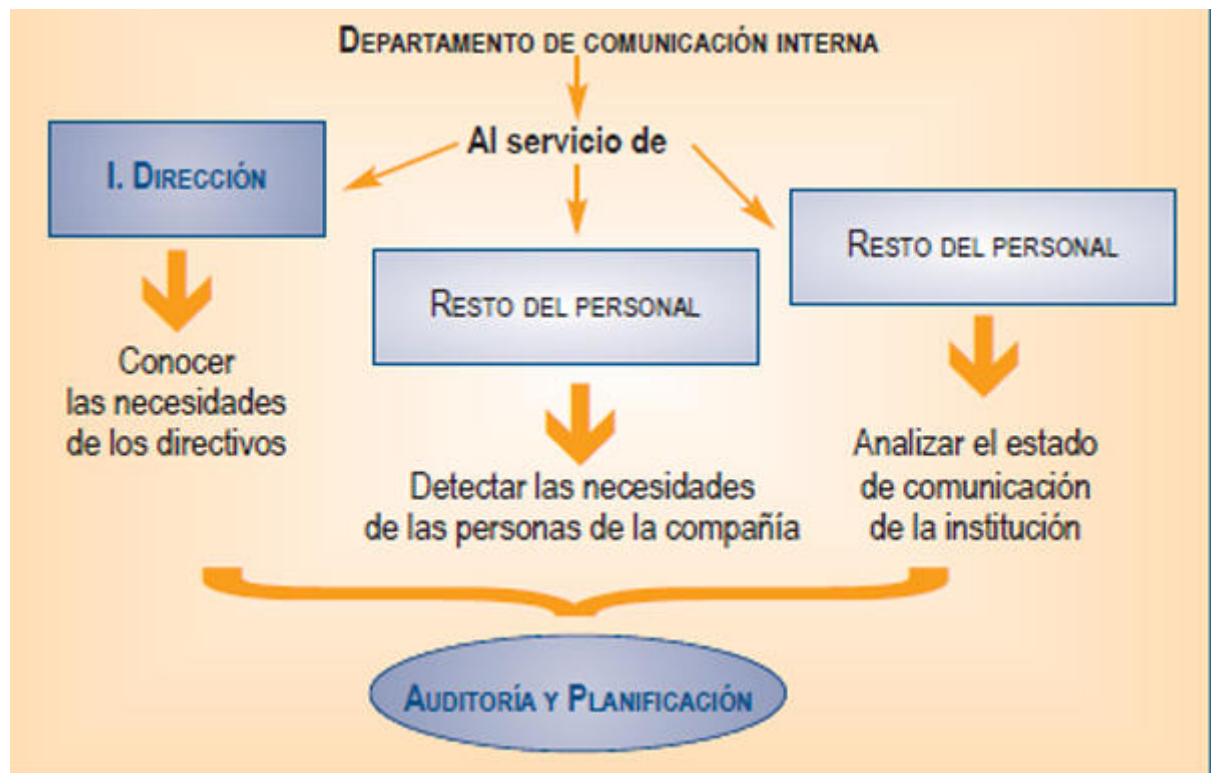 DEPARTAMENTO DE COMUNICACIÓN INTERNA
Al servicio de
I. DIRECCIÓN
Conocer
las necesidades
de los directivos
RESTO DEL PERSONAL
Detectar las necesidades
de las personas de la compañía
RESTO DEL PERSONAL
Analizar el estado
de comunicación
de la institución
AUDITORÍA Y PLANIFICACIÓN